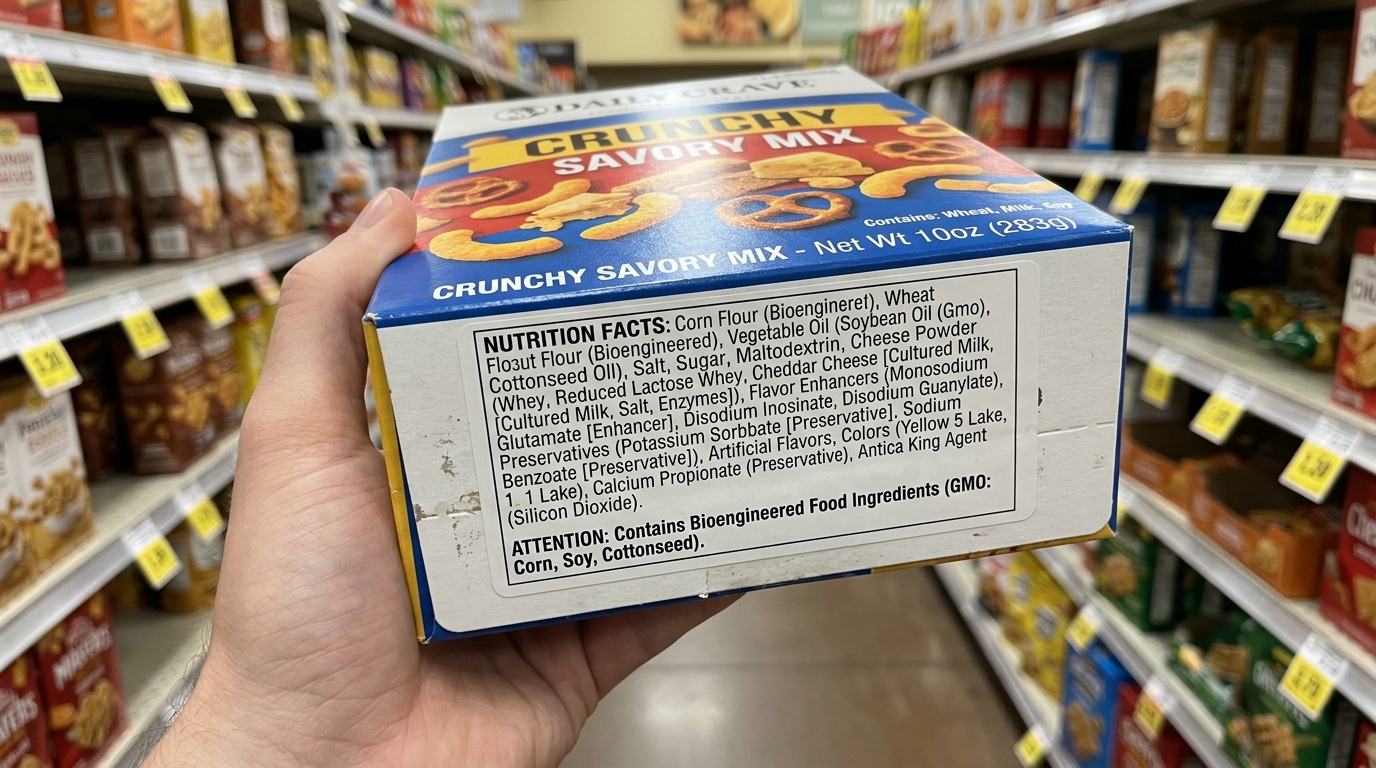 DAILY CRAVE
CRUNCHY
SAVORY MIX
Contains: Wheat, Milk, Soy
CRUNCHY SAVORY MIX - Net Wt 10oz (283g)
NUTRITION FACTS: Corn Flour (Bioengineret), Wheat
Floɜut Flour (Bioengineered), Vegetable Oil (Soybean Oil (Gmo),
Cottonseed OIl), Salt, Sugar, Maltodextrin, Cheese Powder
(Whey, Reduced Lactose Whey, Cheddar Cheese [Cultured Milk,
[Cultured Milk, Salt, Enzymes]), Flavor Enhancers (Monosodium
Glutamate [Enhancer], Disodium Inosinate, Disodium Guanylate),
Preservatives (Potassium Sorbbate [Preservative]. Sodium
Benzoate [Preservative]), Artificial Flavors, Colors (Yellow 5 Lake,
1. 1 Lake), Calcium Propionate (Preservative), Antica King Agent
(Silicon Dioxide).
ATTENTION: Contains Bioengineered Food Ingredients (GMO:
Corn, Soy, Cottonseed).